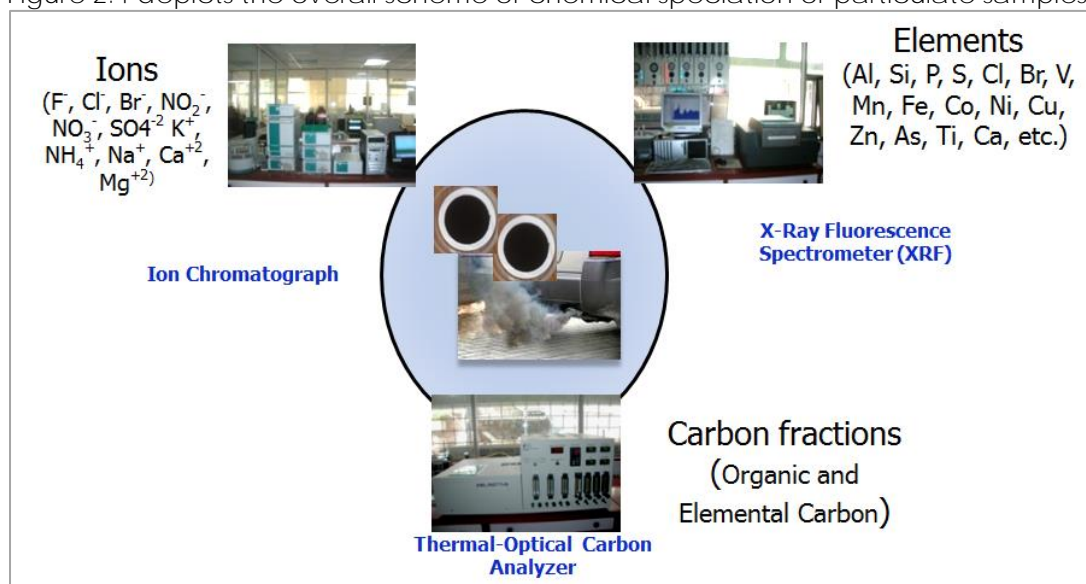 Figure 2.4 depicts the overall scheme of chemical speciation of particulate samples
Ions
(F⁻, Cl⁻, Br⁻, NO₂⁻,
NO₃⁻, SO4⁻² K⁺,
NH₄⁺, Na⁺, Ca⁺²,
Mg⁺²)
Ion Chromatograph
Elements
(Al, Si, P, S, Cl, Br, V,
Mn, Fe, Co, Ni, Cu,
Zn, As, Ti, Ca, etc.)
X-Ray Fluorescence
Spectrometer (XRF)
Carbon fractions
(Organic and
Elemental Carbon)
Thermal-Optical Carbon
Analyzer